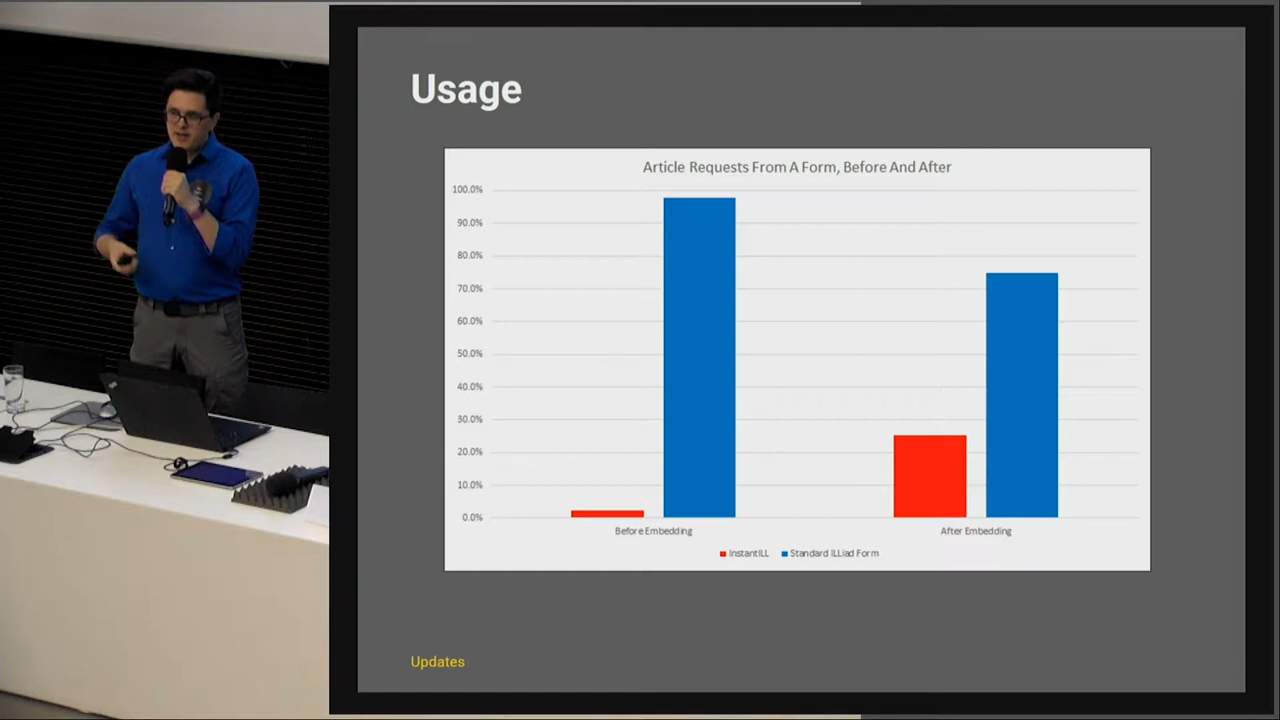 Usage
Article Requests From A Form, Before And After
100.0%
90.0%
80.0%
70.0%
60.0%
50.0%
40.0%
30.0%
20.0%
10.0%
0.0%
Before Embedding After Embedding
InstantILL Standard ILLiad Form
Updates